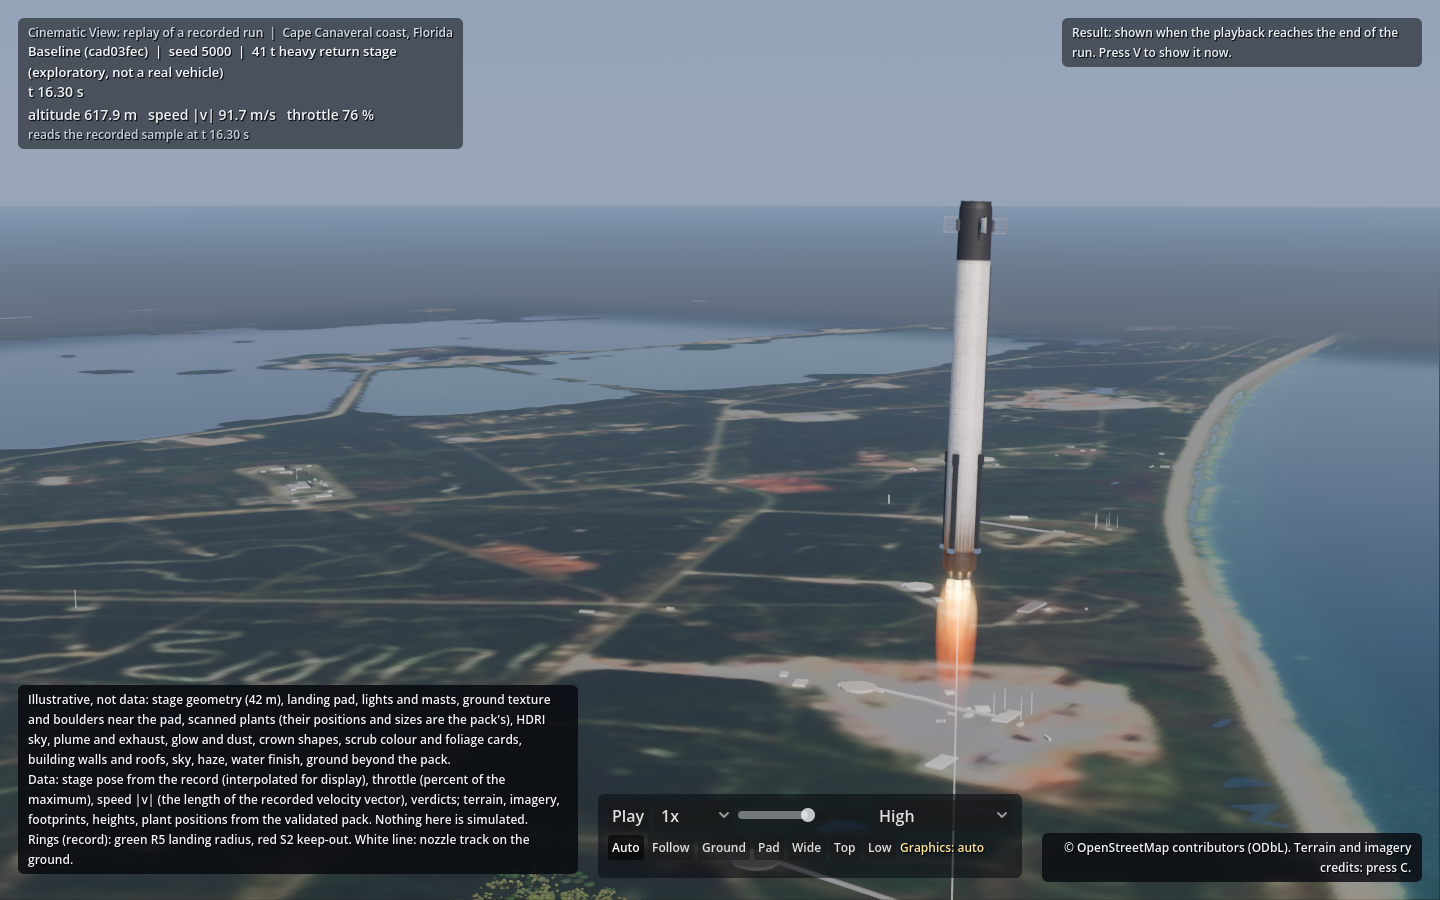 Cinematic View: replay of a recorded run | Cape Canaveral coast, Florida
Baseline (cad03fec) | seed 5000 | 41 t heavy return stage
(exploratory, not a real vehicle)
t 16.30 s
altitude 617.9 m speed |v| 91.7 m/s throttle 76 %
reads the recorded sample at t 16.30 s
Result: shown when the playback reaches the end of the
run. Press V to show it now.
Illustrative, not data: stage geometry (42 m), landing pad, lights and masts, ground texture
and boulders near the pad, scanned plants (their positions and sizes are the pack's), HDRI
sky, plume and exhaust, glow and dust, crown shapes, scrub colour and foliage cards,
building walls and roofs, sky, haze, water finish, ground beyond the pack.
Data: stage pose from the record (interpolated for display), throttle (percent of the
maximum), speed |v| (the length of the recorded velocity vector), verdicts; terrain, imagery,
footprints, heights, plant positions from the validated pack. Nothing here is simulated.
Rings (record): green R5 landing radius, red S2 keep-out. White line: nozzle track on the
ground.
Play 1x High
Auto Follow Ground Pad Wide Top Low Graphics: auto
© OpenStreetMap contributors (ODbL). Terrain and imagery
credits: press C.